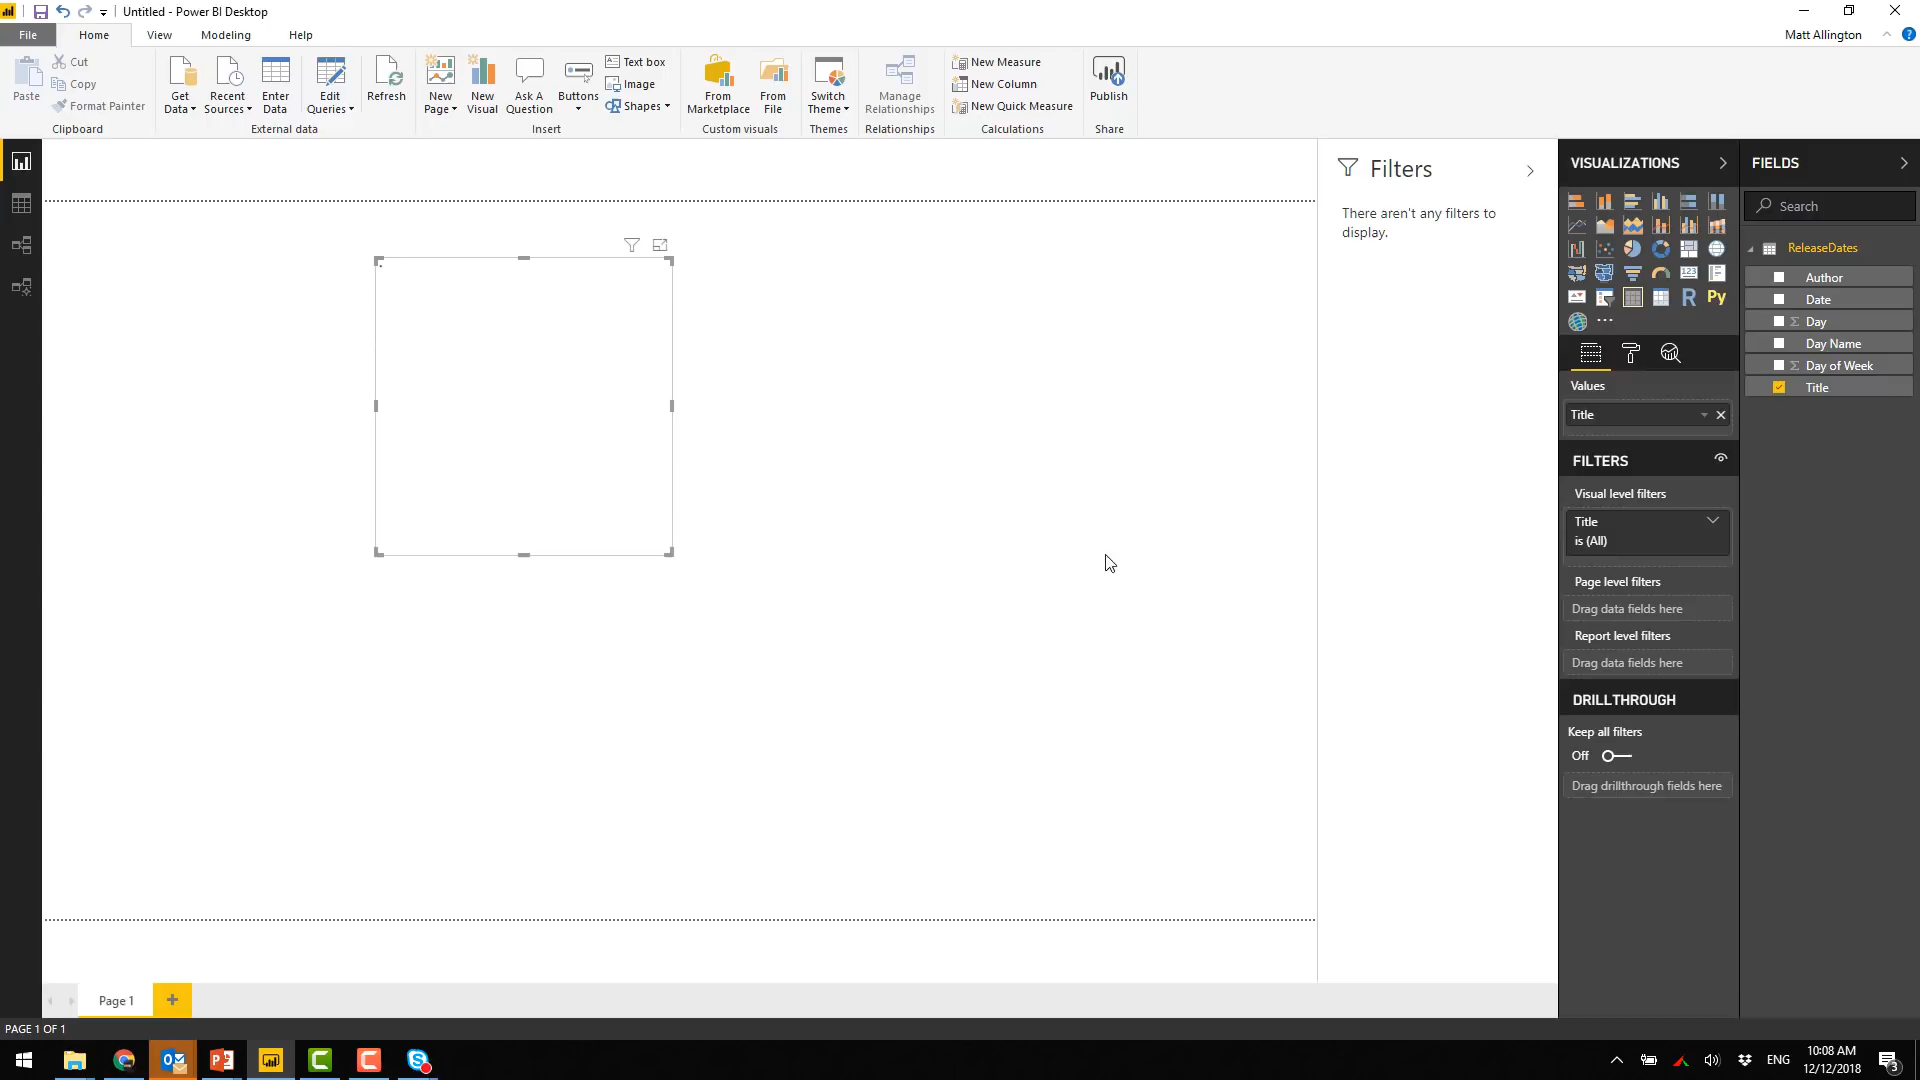 Untitled - Power BI Desktop
File
Home
View
Modeling
Help
Matt Allington
?
Paste
Cut
Copy
Format Painter
Clipboard
Get
Data
Recent
Sources
Enter
Data
External data
Edit
Queries
Refresh
New
Page
New
Visual
Ask A
Question
Buttons
Text box
Image
Shapes
Insert
From
Marketplace
From
File
Custom visuals
Switch
Theme
Themes
Manage
Relationships
Relationships
New Measure
New Column
New Quick Measure
Calculations
Publish
Share
Filters
There aren't any filters to
display.
VISUALIZATIONS
123
R
Py
Values
Title
FILTERS
Visual level filters
Title
is (All)
Page level filters
Drag data fields here
Report level filters
Drag data fields here
DRILLTHROUGH
Keep all filters
Off
Drag drillthrough fields here
FIELDS
Search
ReleaseDates
Author
Date
Σ Day
Day Name
Σ Day of Week
Title
Page 1
+
PAGE 1 OF 1
ENG
10:08 AM
12/12/2018
3